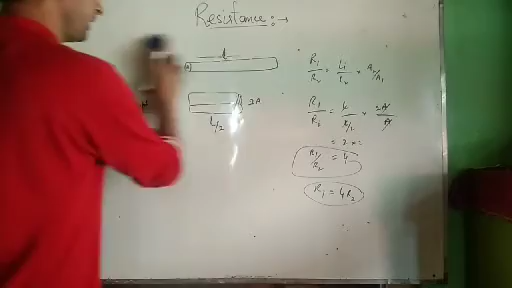 Resistance :- →
l
A
R1/R2 = L1/L2 × A2/A1
2A
L/2
R1/R2 = L/L/2 × 2A/A
= 2 × 2
R1/R2 = 4
R1 = 4R2